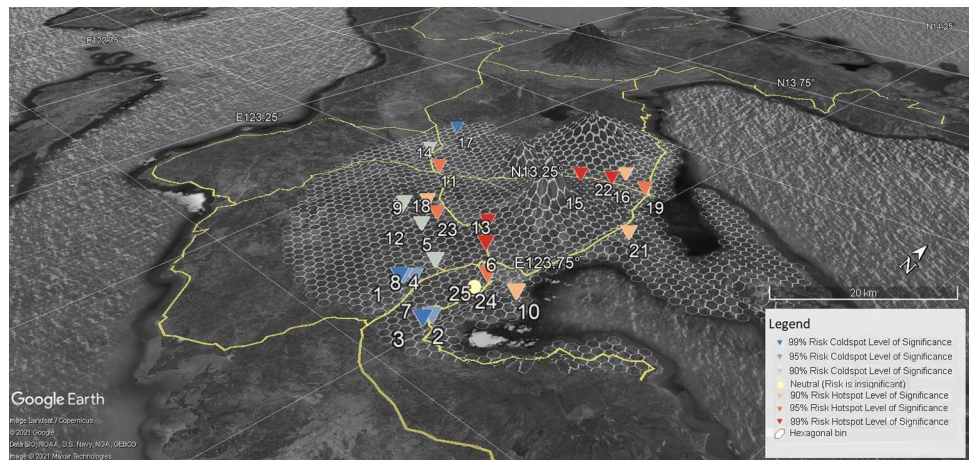 N14.25°
E122.75°
N13.75°
E123.25°
17
14
N13.25°
11
22
16
15
9
18
19
13
23
12
21
5
6
E123.75°
8
4
1
25
24
7
10
3
2
20 km
N
Legend
99% Risk Coldspot Level of Significance
95% Risk Coldspot Level of Significance
90% Risk Coldspot Level of Significance
Neutral (Risk is insignificant)
90% Risk Hotspot Level of Significance
95% Risk Hotspot Level of Significance
99% Risk Hotspot Level of Significance
Hexagonal bin
Google Earth
Image Landsat / Copernicus
© 2021 Google
Data SIO, NOAA, U.S. Navy, NGA, GEBCO
Image © 2021 Maxar Technologies